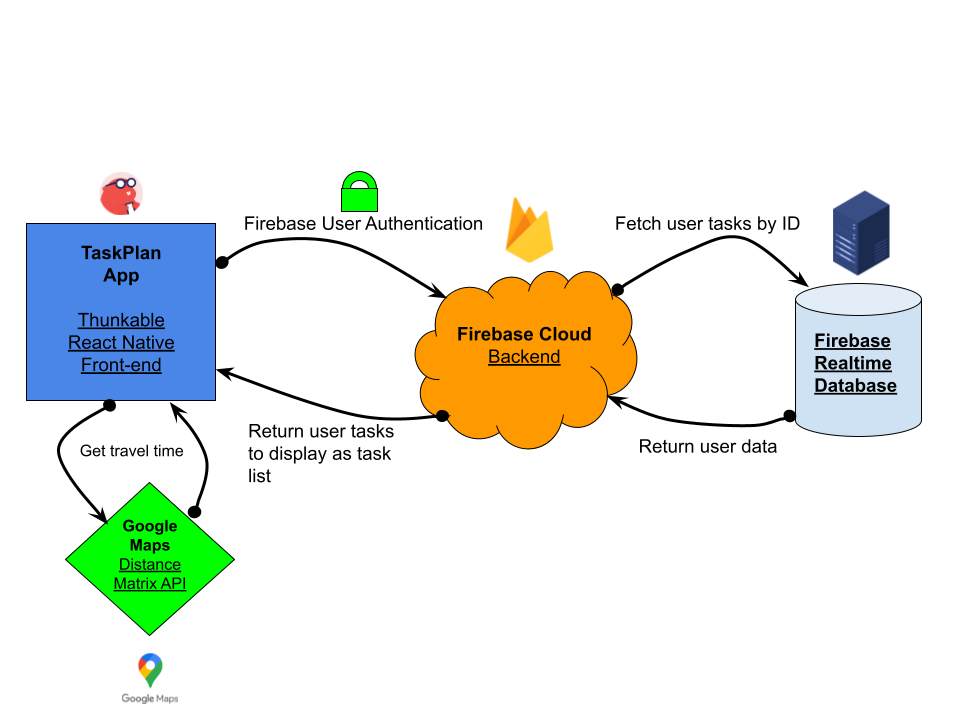 Firebase User Authentication
Fetch user tasks by ID
TaskPlan
App
Thunkable
React Native
Front-end
Firebase Cloud
Backend
Firebase
Realtime
Database
Return user tasks
to display as task
list
Return user data
Get travel time
Google
Maps
Distance
Matrix API
Google Maps